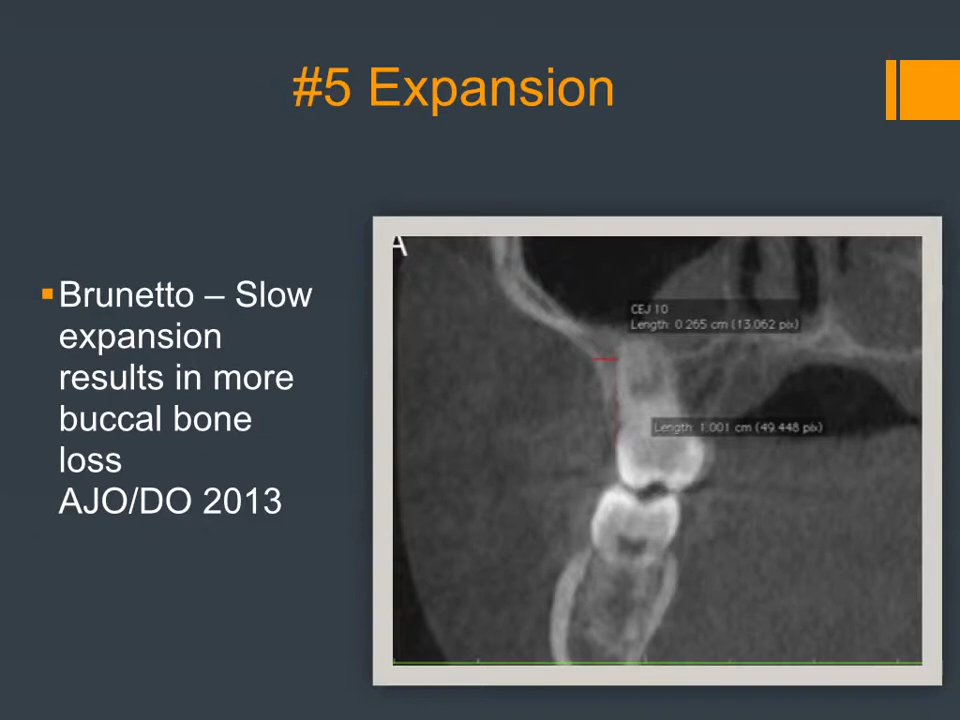 #5 Expansion
▪Brunetto – Slow
expansion
results in more
buccal bone
loss
AJO/DO 2013
A
CEJ 10
Length: 0.265 cm (13.062 pix)
Length: 1.001 cm (49.448 pix)